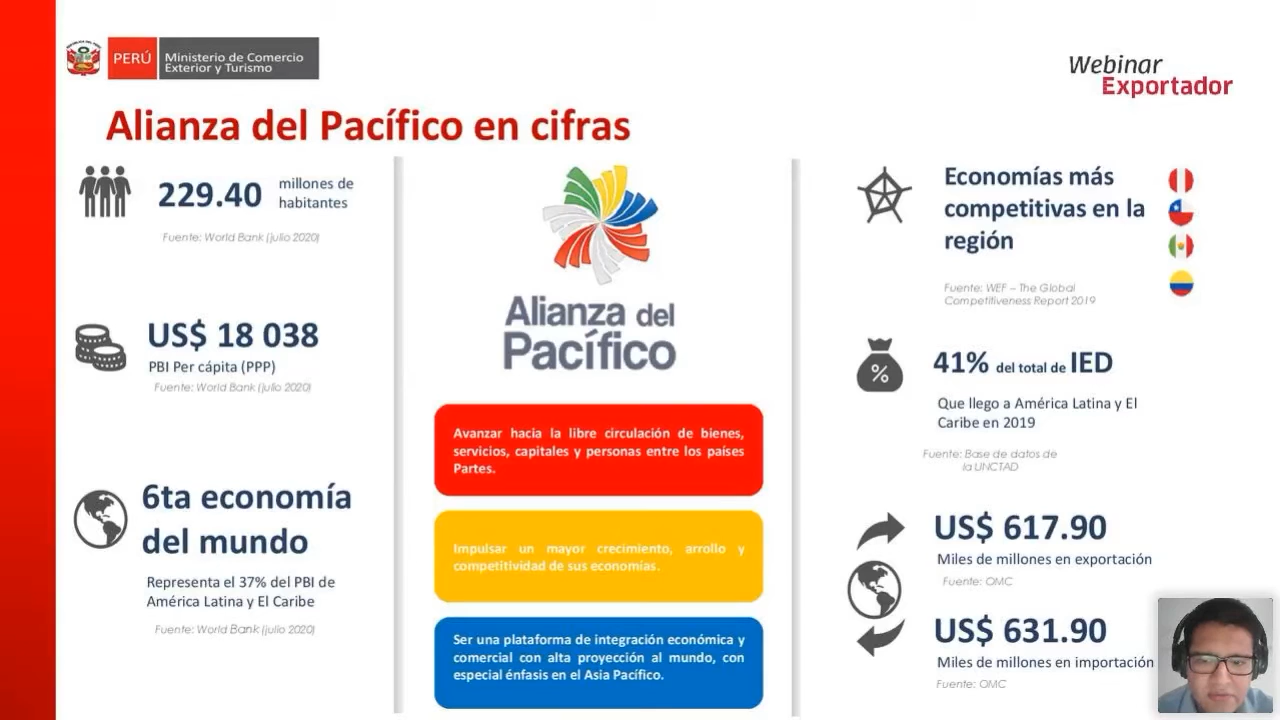 PERÚ
Ministerio de Comercio
Exterior y Turismo
Webinar
Exportador
Alianza del Pacífico en cifras
229.40
millones de
habitantes
Fuente: World Bank (julio 2020)
US$ 18 038
PBI Per cápita (PPP)
Fuente: World Bank (julio 2020)
6ta economía
del mundo
Representa el 37% del PBI de
América Latina y El Caribe
Fuente: World Bank (julio 2020)
Alianza del
Pacífico
Avanzar hacia la libre circulación de bienes,
servicios, capitales y personas entre los países
Partes.
Impulsar un mayor crecimiento, arrollo y
competitividad de sus economías.
Ser una plataforma de integración económica y
comercial con alta proyección al mundo, con
especial énfasis en el Asia Pacífico.
Economías más
competitivas en la
región
Fuente: WEF – The Global
Competitiveness Report 2019
41% del total de IED
Que llego a América Latina y El
Caribe en 2019
Fuente: Base de datos de
la UNCTAD
US$ 617.90
Miles de millones en exportación
Fuente: OMC
US$ 631.90
Miles de millones en importación
Fuente: OMC